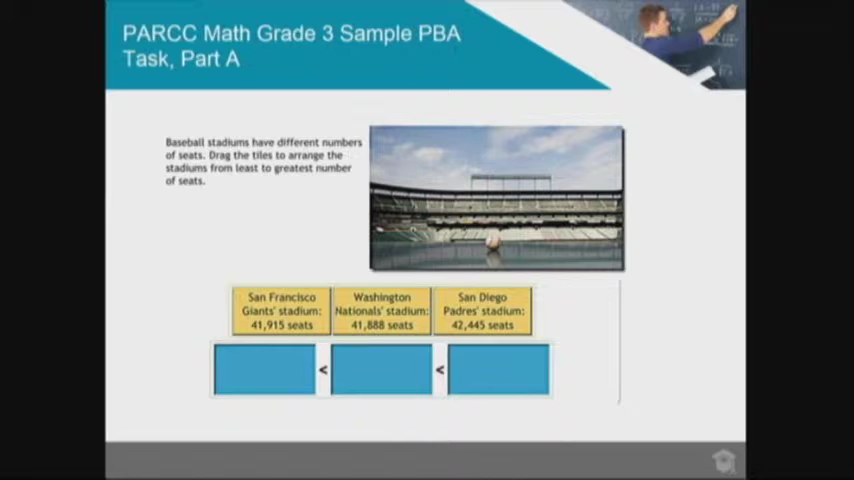 PARCC Math Grade 3 Sample PBA
Task, Part A
Baseball stadiums have different numbers
of seats. Drag the tiles to arrange the
stadiums from least to greatest number
of seats.
San Francisco
Giants' stadium:
41,915 seats
Washington
Nationals' stadium:
41,888 seats
San Diego
Padres' stadium:
42,445 seats
< <